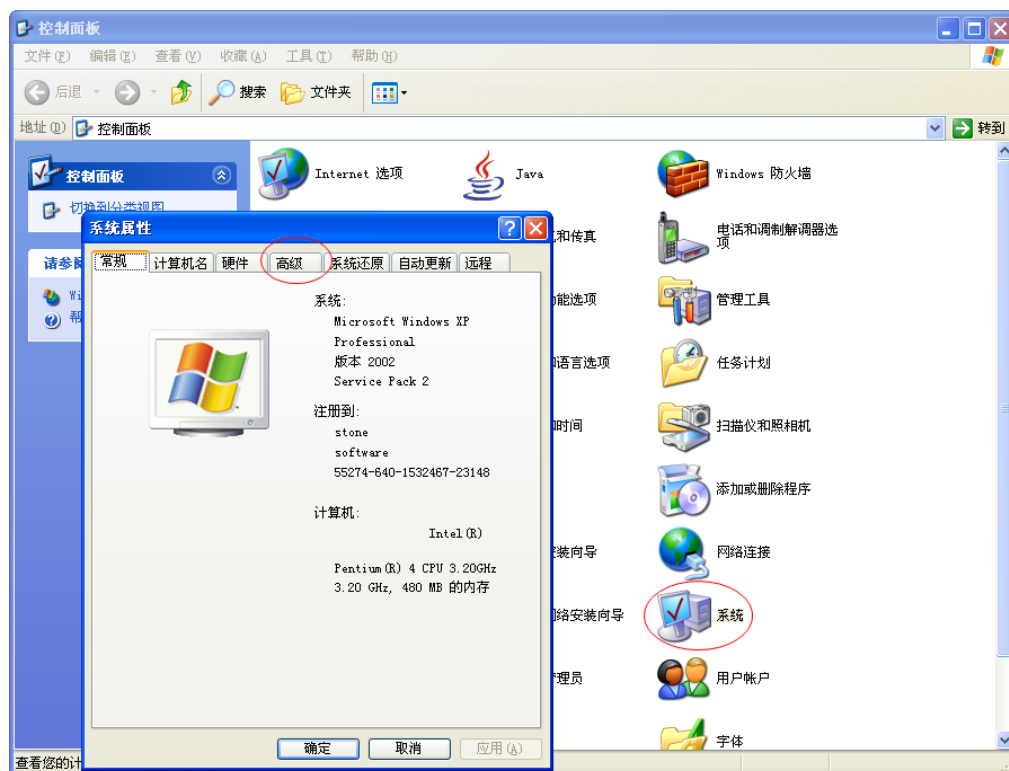 控制面板
文件(F) 编辑(E) 查看(V) 收藏(A) 工具(T) 帮助(H)
后退 搜索 文件夹
地址(D) 控制面板 转到
控制面板
切换到分类视图
Internet 选项 Java Windows 防火墙
系统属性
常规 计算机名 硬件 高级 系统还原 自动更新 远程
系统:
Microsoft Windows XP
Professional
版本 2002
Service Pack 2
注册到:
stone
software
55274-640-1532467-23148
计算机:
Intel(R)
Pentium(R) 4 CPU 3.20GHz
3.20 GHz, 480 MB 的内存
确定 取消 应用(A)
请参阅
Wi
帮
和传真 电话和调制解调器选
项
功能选项 管理工具
语言选项 任务计划
时间 扫描仪和照相机
添加或删除程序
安装向导 网络连接
网络安装向导 系统
管理员 用户帐户
字体
查看您的计